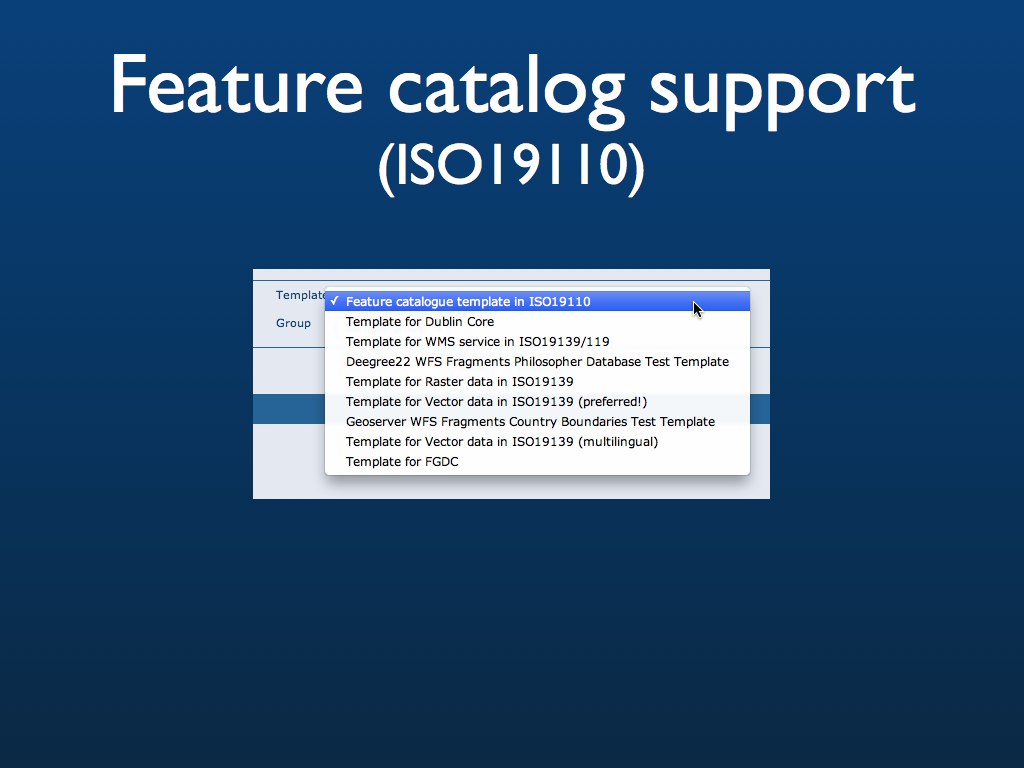 Feature catalog support
(ISO19110)
Template
✓ Feature catalogue template in ISO19110
Template for Dublin Core
Group
Template for WMS service in ISO19139/119
Deegree22 WFS Fragments Philosopher Database Test Template
Template for Raster data in ISO19139
Template for Vector data in ISO19139 (preferred!)
Geoserver WFS Fragments Country Boundaries Test Template
Template for Vector data in ISO19139 (multilingual)
Template for FGDC